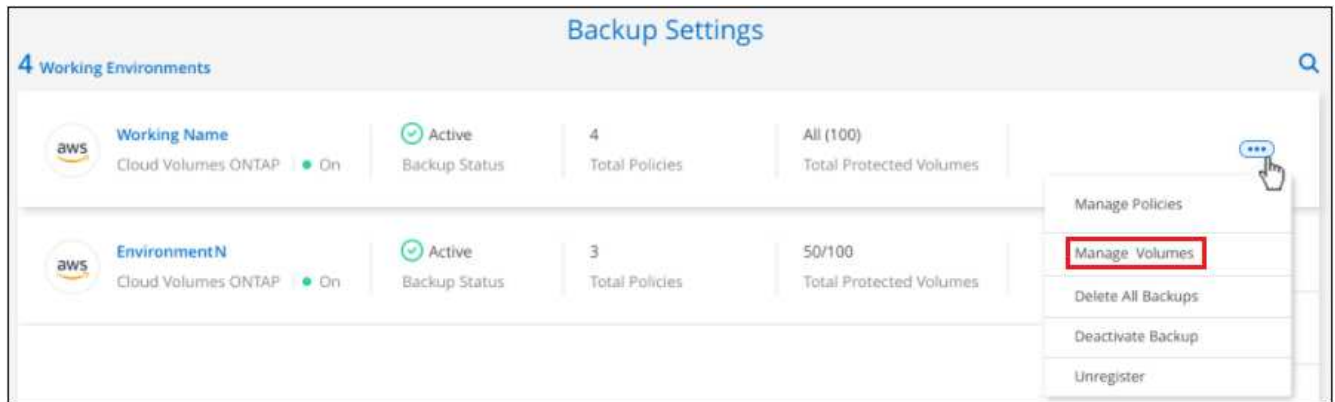 Backup Settings
4 Working Environments
aws
Working Name
Cloud Volumes ONTAP
On
Active
Backup Status
4
Total Policies
All (100)
Total Protected Volumes
Manage Policies
Manage Volumes
Delete All Backups
Deactivate Backup
Unregister
aws
EnvironmentN
Cloud Volumes ONTAP
On
Active
Backup Status
3
Total Policies
50/100
Total Protected Volumes